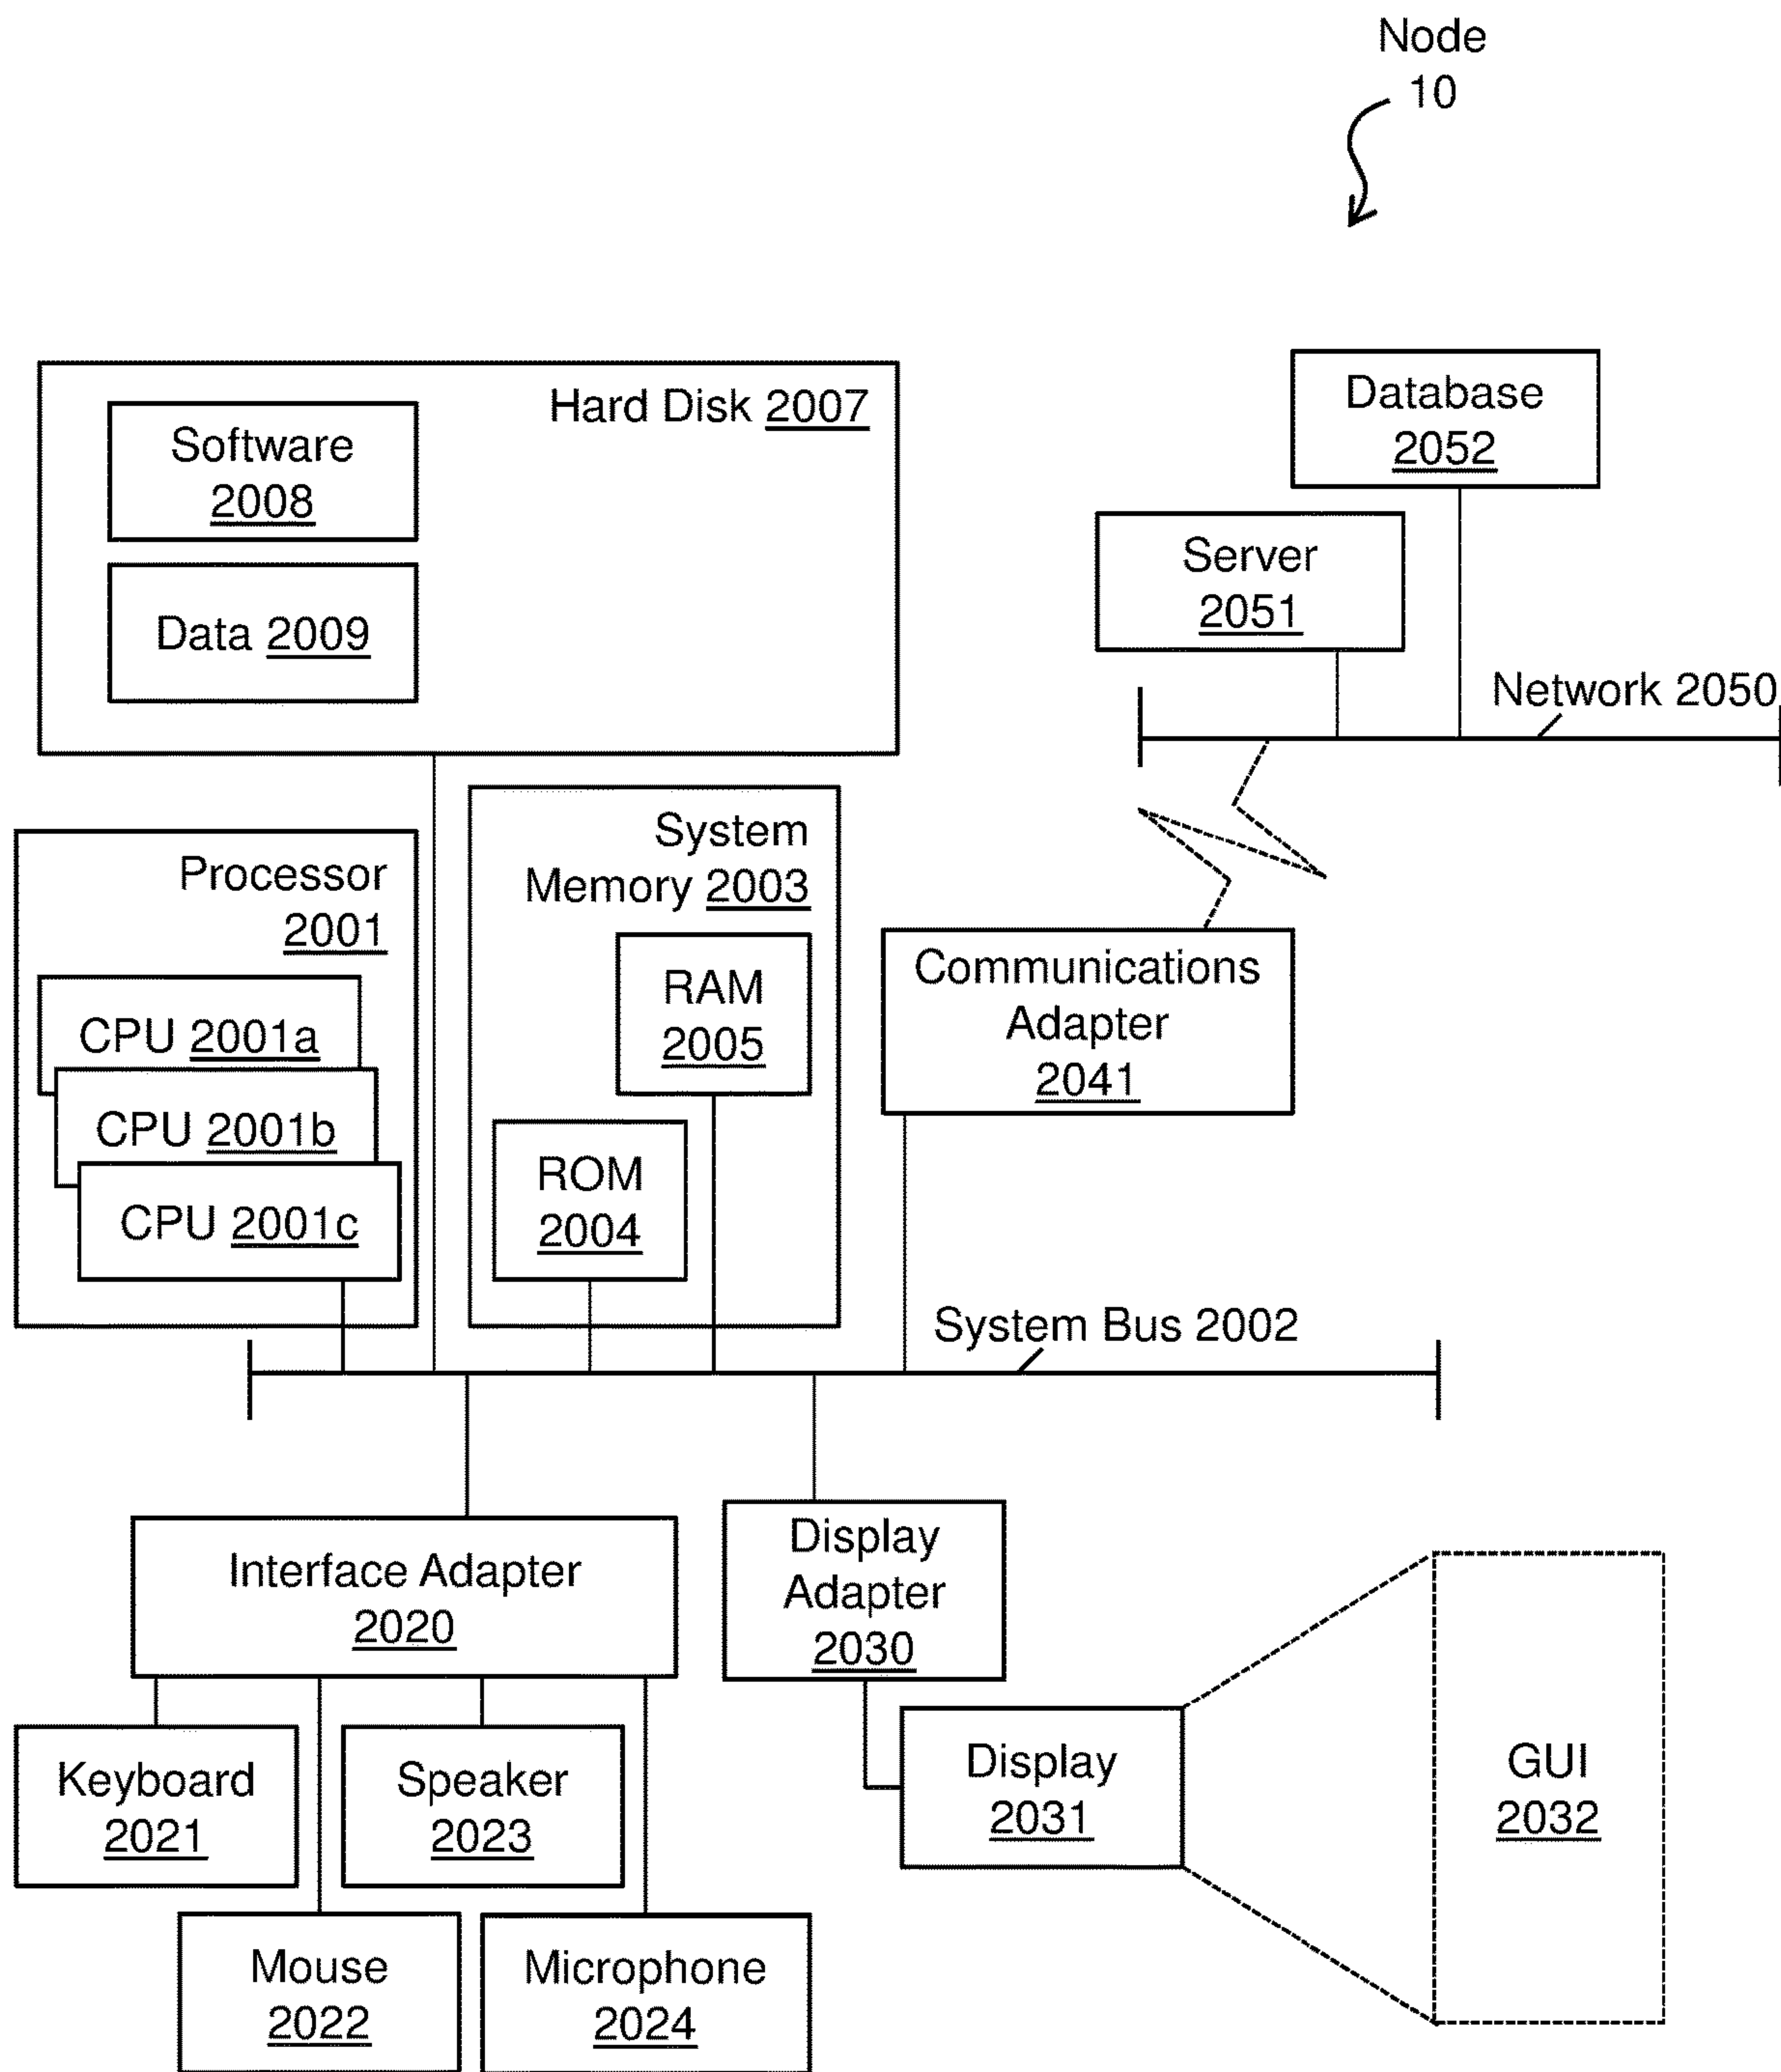 Node
10
Hard Disk 2007
Software
2008
Data 2009
Database
2052
Server
2051
Network 2050
Processor
2001
CPU 2001a
CPU 2001b
CPU 2001c
System
Memory 2003
RAM
2005
ROM
2004
Communications
Adapter
2041
System Bus 2002
Interface Adapter
2020
Display
Adapter
2030
Keyboard
2021
Speaker
2023
Mouse
2022
Microphone
2024
Display
2031
GUI
2032